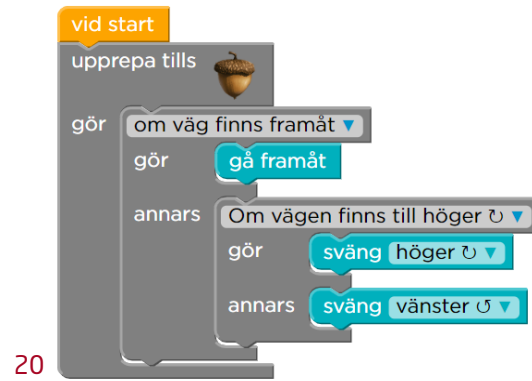 vid start
upprepa tills
gör om väg finns framåt ▼
gör gå framåt
annars Om vägen finns till höger ↻ ▼
gör sväng höger ↻ ▼
annars sväng vänster ↺ ▼
20